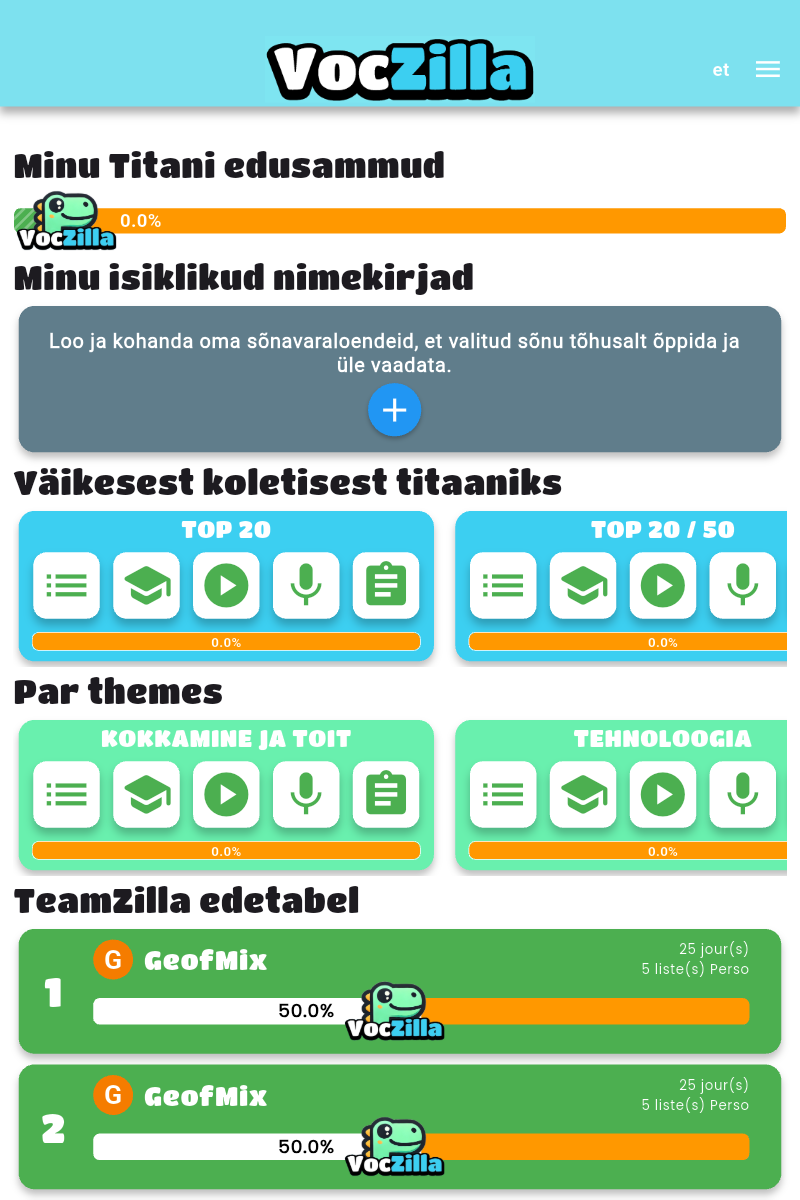 VocZilla
et
Minu Titani edusammud
0.0%
VocZilla
Minu isiklikud nimekirjad
Loo ja kohanda oma sõnavaraloendeid, et valitud sõnu tõhusalt õppida ja
üle vaadata.
Väikesest koletisest titaaniks
TOP 20
TOP 20 / 50
0.0%
0.0%
Par themes
KOKKAMINE JA TOIT
TEHNOLOOGIA
0.0%
0.0%
TeamZilla edetabel
1
G
GeofMix
25 jour(s)
5 liste(s) Perso
50.0%
VocZilla
2
G
GeofMix
25 jour(s)
5 liste(s) Perso
50.0%
VocZilla